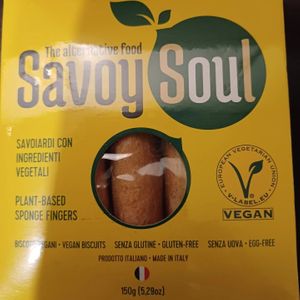 The alternative food
Savoy Soul
SAVOIARDI CON
INGREDIENTI
VEGETALI
PLANT-BASED
SPONGE FINGERS
EUROPEAN VEGETARIAN UNION
V-LABEL.EU
VEGAN
BISCOTTI VEGANI • VEGAN BISCUITS SENZA GLUTINE • GLUTEN-FREE SENZA UOVA • EGG-FREE
PRODOTTO ITALIANO • MADE IN ITALY
150g (5,29oz)